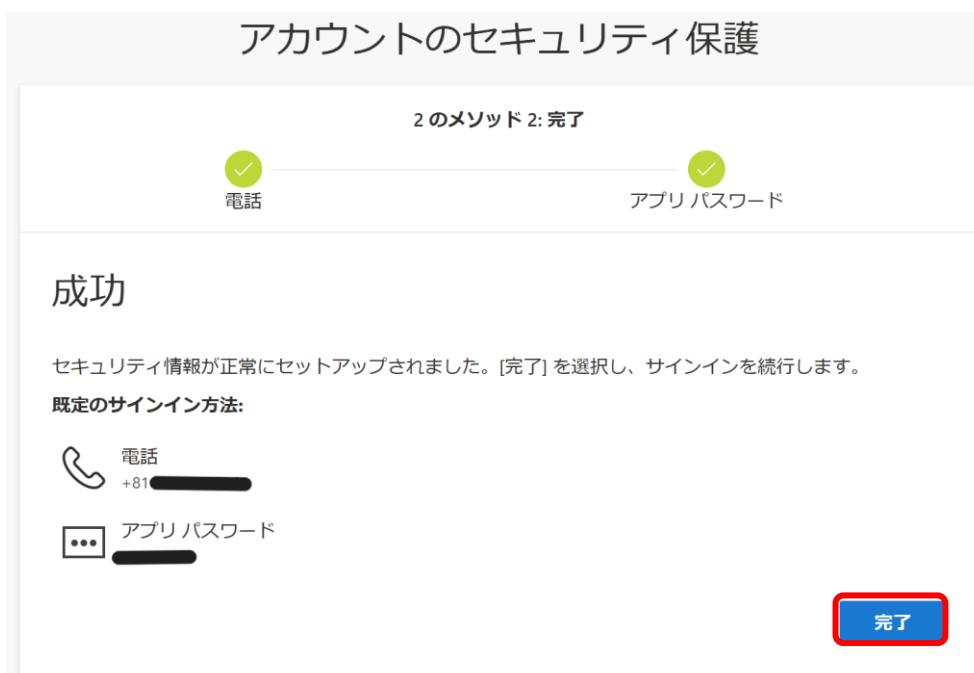 アカウントのセキュリティ保護
2 のメソッド 2: 完了
電話
アプリ パスワード
成功
セキュリティ情報が正常にセットアップされました。[完了] を選択し、サインインを続行します。
既定のサインイン方法:
電話
+81
アプリ パスワード
完了